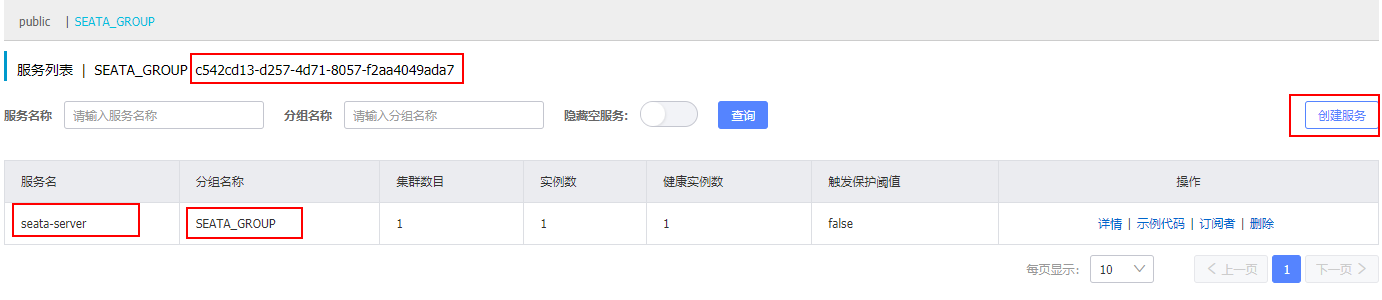 public | SEATA_GROUP
服务列表 | SEATA_GROUP c542cd13-d257-4d71-8057-f2aa4049ada7
服务名称 请输入服务名称 分组名称 请输入分组名称 隐藏空服务: 查询 创建服务
服务名 分组名称 集群数目 实例数 健康实例数 触发保护阈值 操作
seata-server SEATA_GROUP 1 1 1 false 详情 | 示例代码 | 订阅者 | 删除
每页显示: 10 上一页 1 下一页